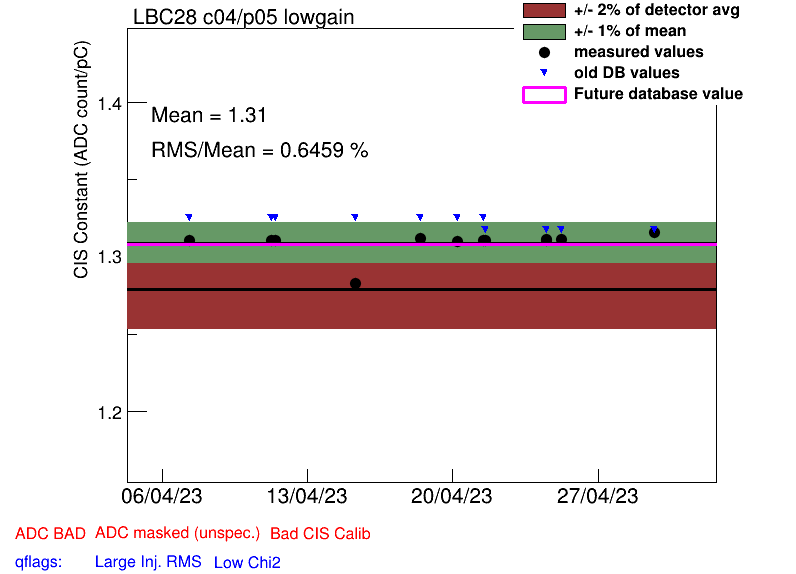 LBC28 c04/p05 lowgain
+/- 2% of detector avg
+/- 1% of mean
measured values
old DB values
Future database value
CIS Constant (ADC count/pC)
Mean = 1.31
RMS/Mean = 0.6459 %
1.4
1.3
1.2
06/04/23 13/04/23 20/04/23 27/04/23
ADC BAD ADC masked (unspec.) Bad CIS Calib
qflags: Large Inj. RMS Low Chi2